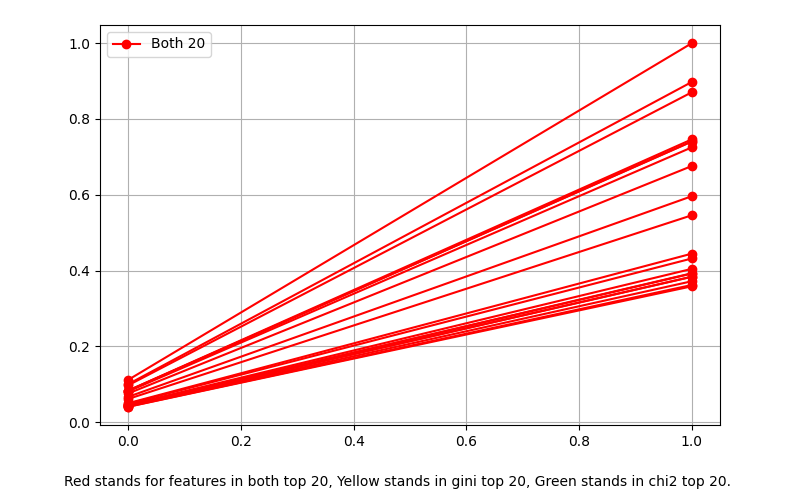 Both 20
1.0
0.8
0.6
0.4
0.2
0.0
0.0 0.2 0.4 0.6 0.8 1.0
Red stands for features in both top 20, Yellow stands in gini top 20, Green stands in chi2 top 20.